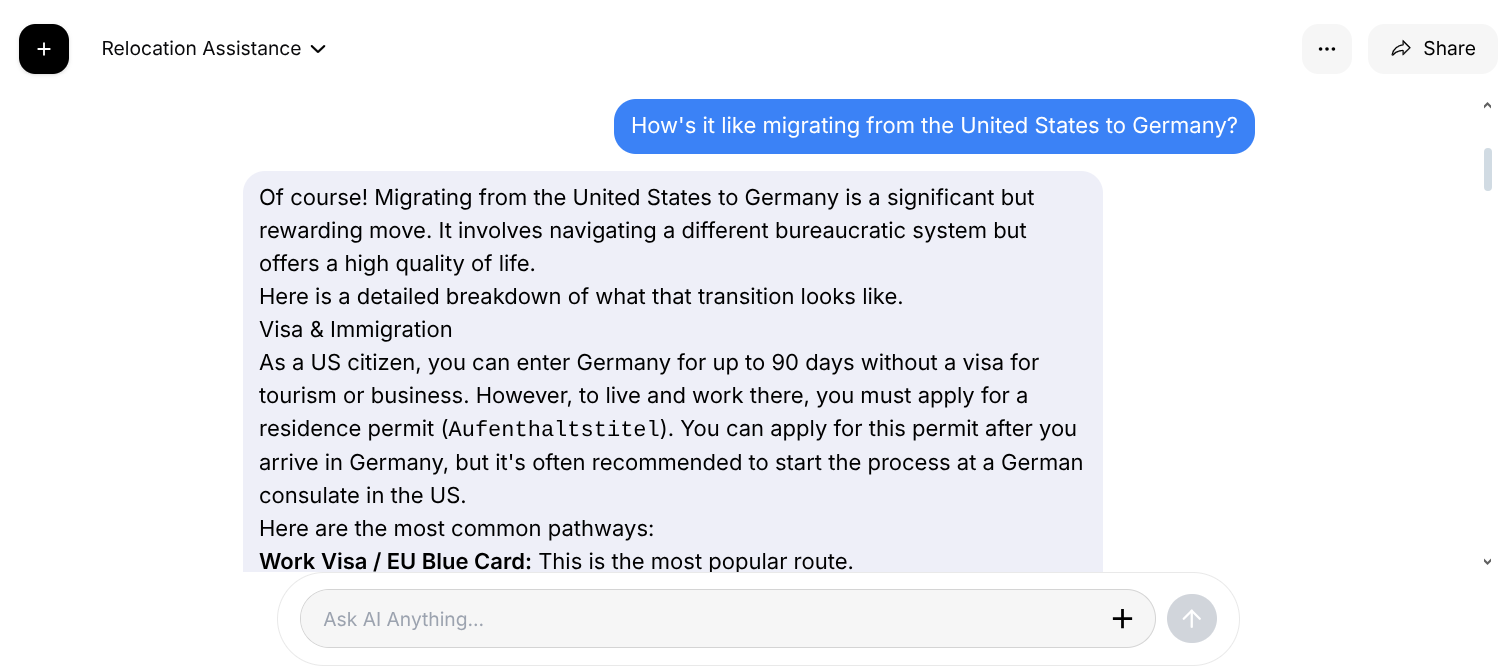 Relocation Assistance
Share
How's it like migrating from the United States to Germany?
Of course! Migrating from the United States to Germany is a significant but
rewarding move. It involves navigating a different bureaucratic system but
offers a high quality of life.
Here is a detailed breakdown of what that transition looks like.
Visa & Immigration
As a US citizen, you can enter Germany for up to 90 days without a visa for
tourism or business. However, to live and work there, you must apply for a
residence permit (Aufenthaltstitel). You can apply for this permit after you
arrive in Germany, but it's often recommended to start the process at a German
consulate in the US.
Here are the most common pathways:
Work Visa / EU Blue Card: This is the most popular route.
Ask AI Anything...